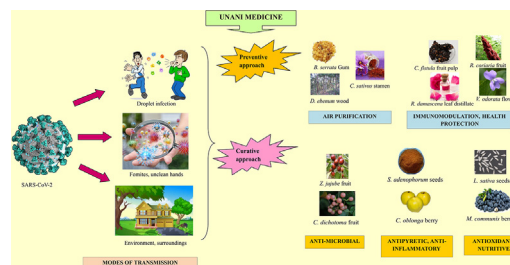 UNANI MEDICINE
Droplet infection
Fomites, unclean hands
Environment, surroundings
MODES OF TRANSMISSION
SARS-CoV-2
Preventive
approach
Curative
approach
B. serrata Gum
C. sativus stamen
D. ebenum wood
AIR PURIFICATION
C. limda fruit pulp
R. coriaria fruit
R. damascena leaf distillate
V. odorata flow
IMMUNOMODULATION, HEALTH
PROTECTION
Z. jujube fruit
C. dichotoma fruit
ANTI-MICROBIAL
S. adenophorum seeds
C. oblonga berry
ANTIPYRETIC, ANTI-
INFLAMMATORY
L. sativa seeds
M. communis berr
ANTIOXIDAN
NUTRITIVE